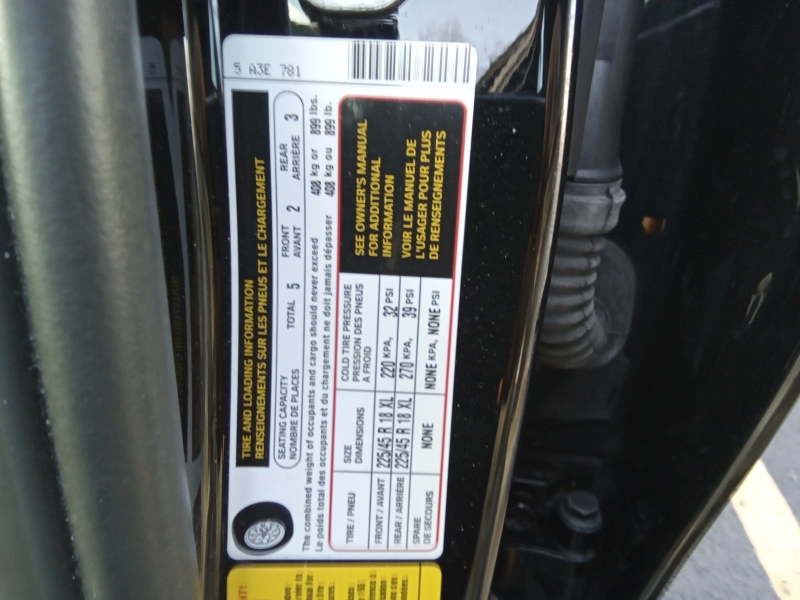 5 A3E 781
TIRE AND LOADING INFORMATION
RENSEIGNEMENTS SUR LES PNEUS ET LE CHARGEMENT
SEATING CAPACITY TOTAL 5 FRONT 2 REAR 3
NOMBRE DE PLACES AVANT ARRIÈRE
The combined weight of occupants and cargo should never exceed 408 kg or 899 lbs.
Le poids total des occupants et du chargement ne doit jamais dépasser 408 kg ou 899 lb.
TIRE / PNEU SIZE DIMENSIONS COLD TIRE PRESSURE PRESSION DES PNEUS A FROID
FRONT / AVANT 225/45 R 18 XL 220 KPA, 32 PSI
REAR / ARRIÈRE 225/45 R 18 XL 270 KPA, 39 PSI
SPARE DE SECOURS NONE NONE KPA, NONE PSI
SEE OWNER'S MANUAL
FOR ADDITIONAL
INFORMATION
VOIR LE MANUEL DE
L'USAGER POUR PLUS
DE RENSEIGNEMENTS